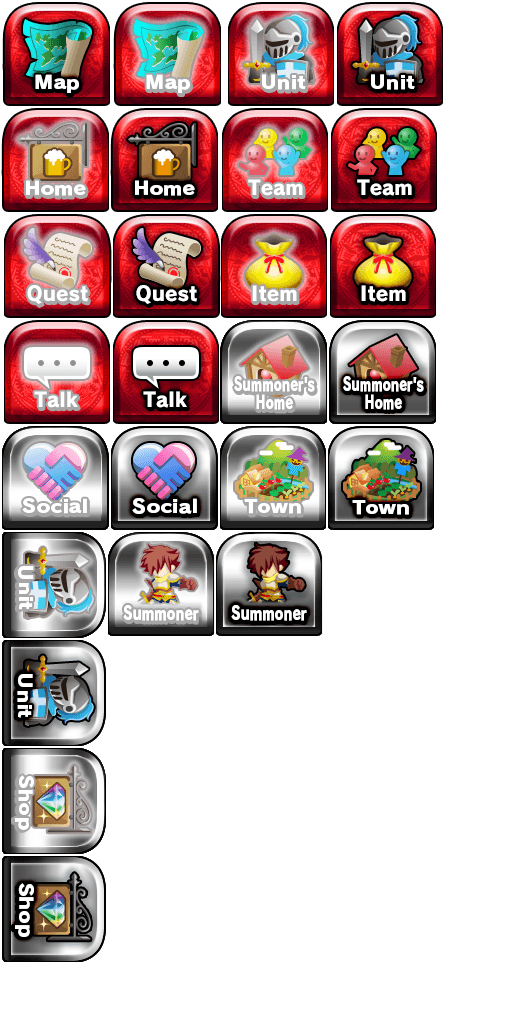 Map
Map
Unit
Unit
Home
Home
Team
Team
Quest
Quest
Item
Item
Talk
Talk
Summoner's
Home
Summoner's
Home
Social
Social
Town
Town
Unit
Summoner
Summoner
Unit
Shop
Shop